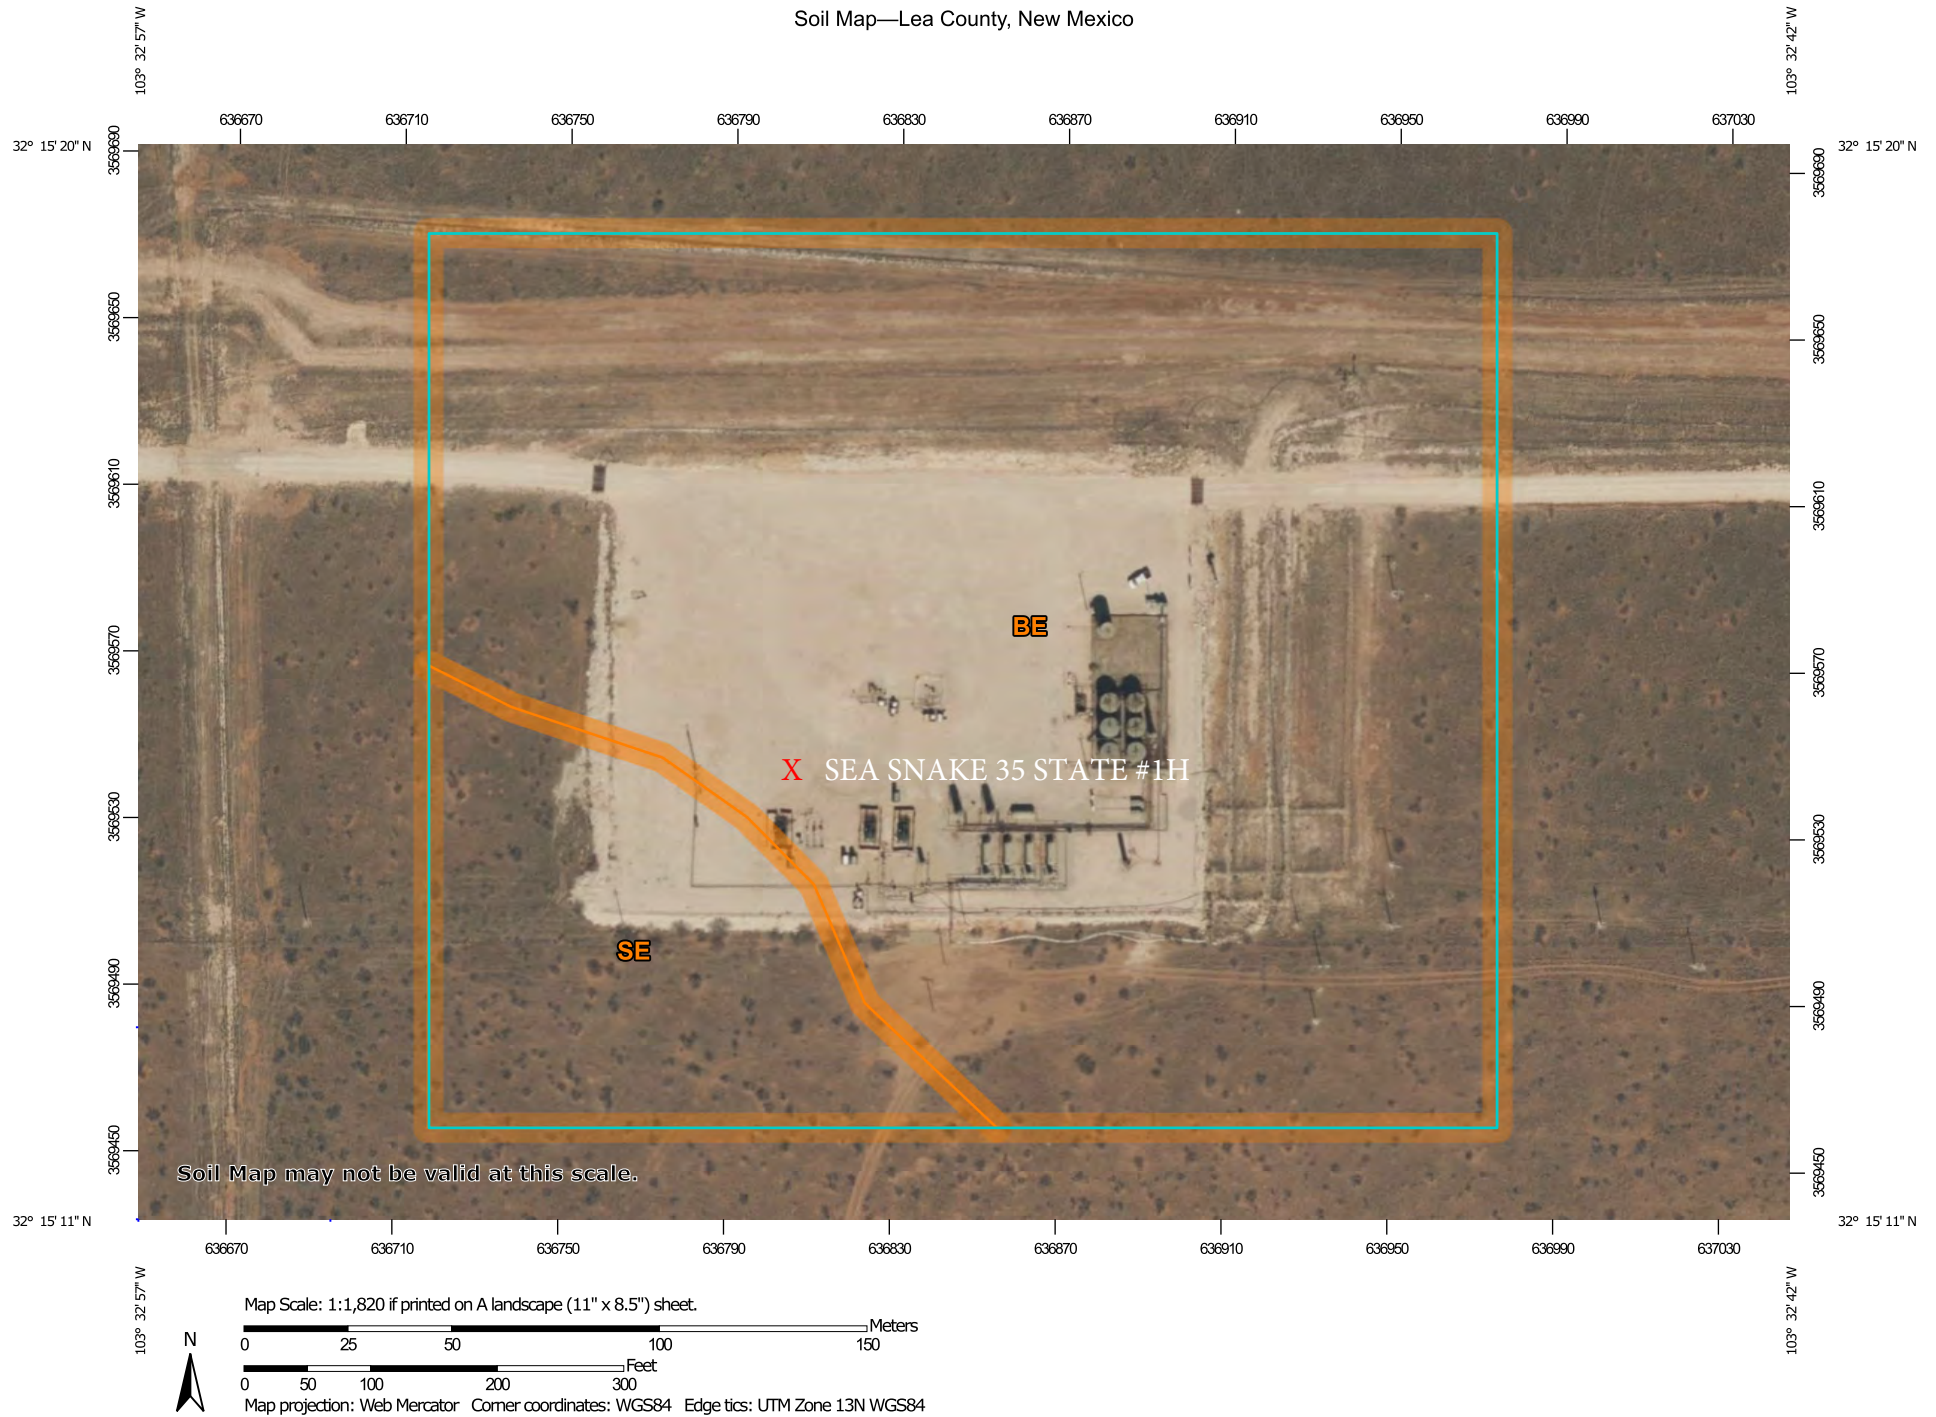 Soil Map—Lea County, New Mexico
103° 32' 57'' W
103° 32' 42'' W
636670 636710 636750 636790 636830 636870 636910 636950 636990 637030
32° 15' 20'' N
32° 15' 20'' N
3569690
3569690
3569650
3569650
3569610
3569610
3569570
3569570
BE
X SEA SNAKE 35 STATE #1H
3569530
3569530
SE
3569490
3569490
3569450
3569450
Soil Map may not be valid at this scale.
32° 15' 11'' N
32° 15' 11'' N
636670 636710 636750 636790 636830 636870 636910 636950 636990 637030
103° 32' 57'' W
103° 32' 42'' W
Map Scale: 1:1,820 if printed on A landscape (11" x 8.5") sheet.
N
Meters
0 25 50 100 150
Feet
0 50 100 200 300
Map projection: Web Mercator Corner coordinates: WGS84 Edge tics: UTM Zone 13N WGS84